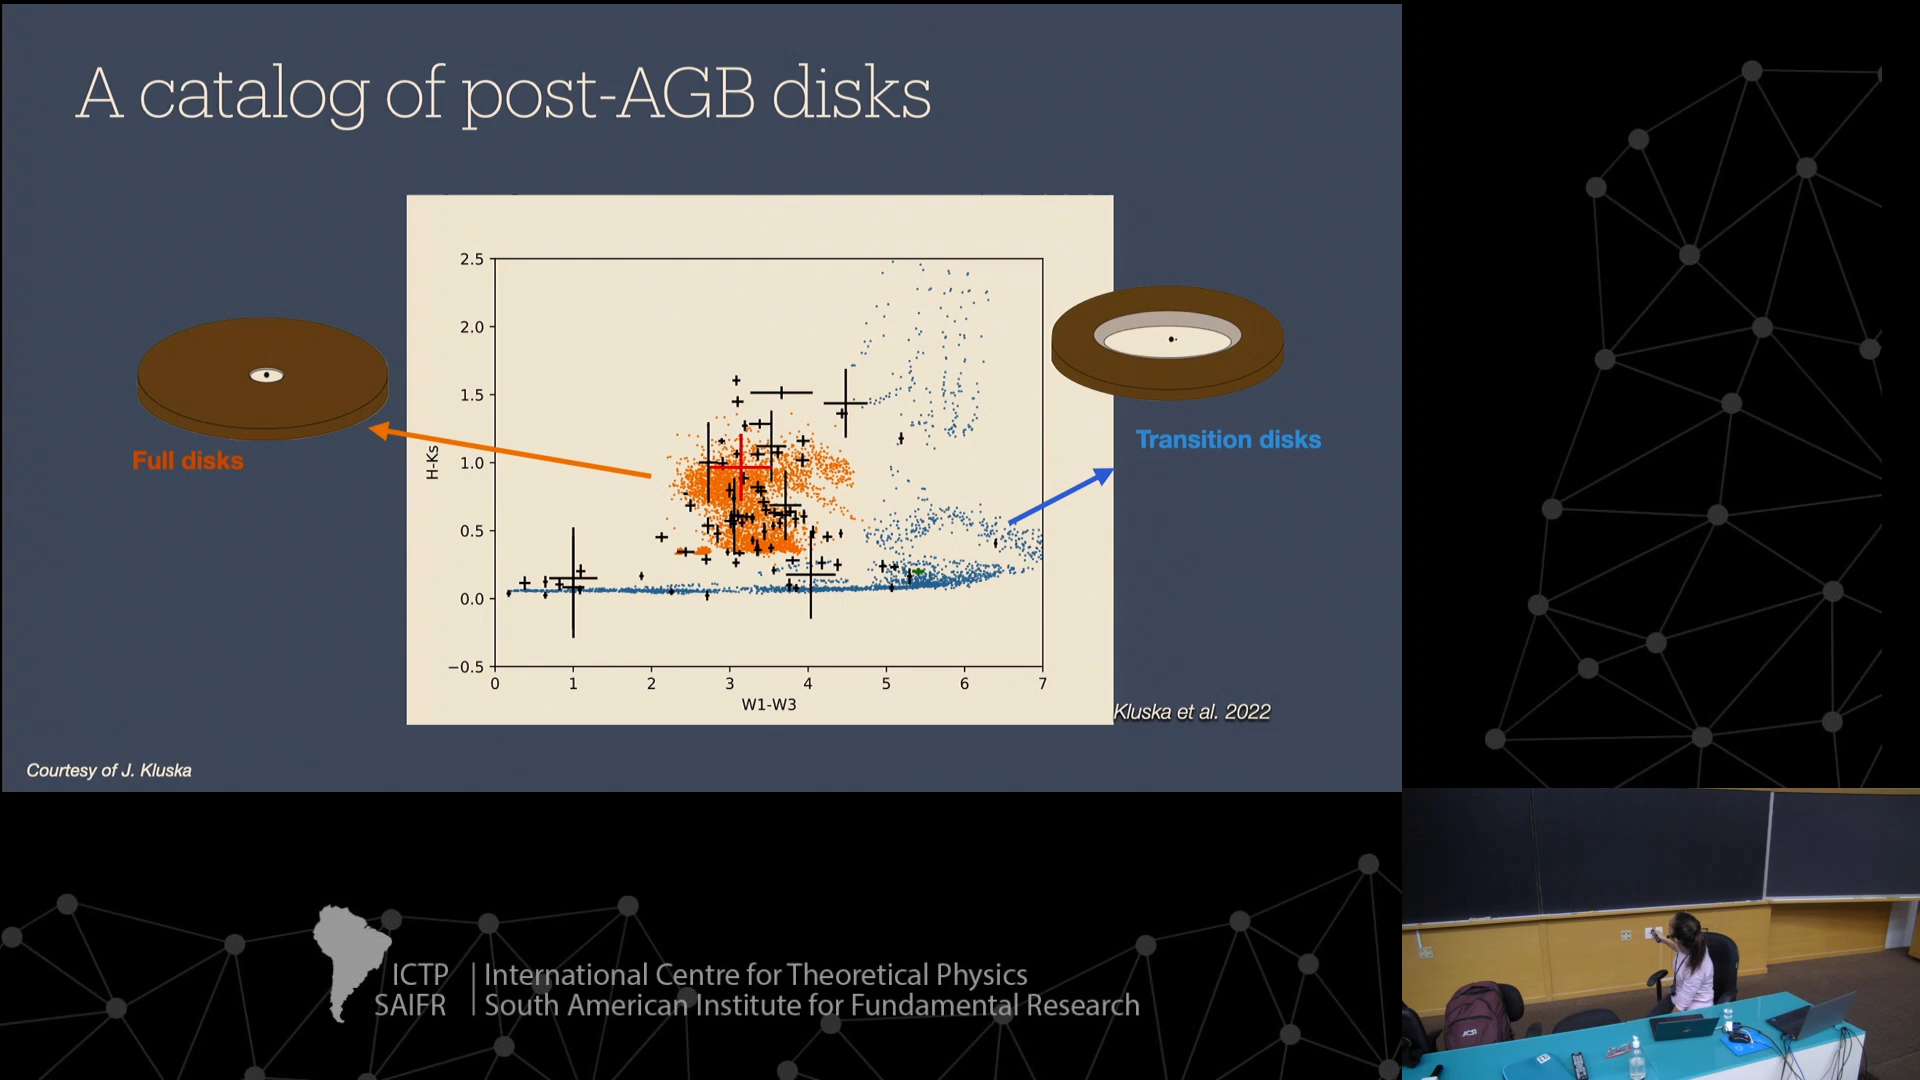 A catalog of post-AGB disks
2.5
2.0
1.5
1.0
0.5
0.0
−0.5
H-Ks
0 1 2 3 4 5 6 7
W1-W3
Full disks
Transition disks
Kluska et al. 2022
Courtesy of J. Kluska
ICTP
SAIFR
International Centre for Theoretical Physics
South American Institute for Fundamental Research